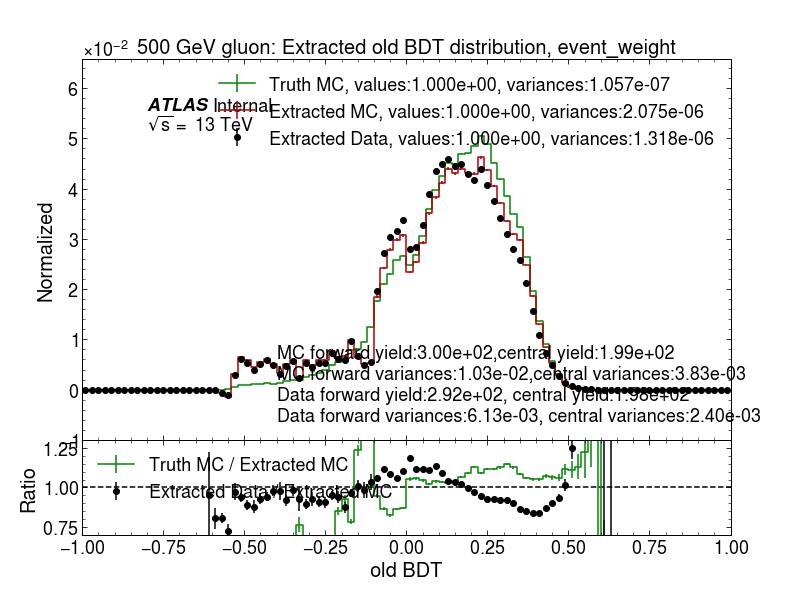 ×10⁻² 500 GeV gluon: Extracted old BDT distribution, event_weight
Truth MC, values:1.000e+00, variances:1.057e-07
ATLAS Internal
Extracted MC, values:1.000e+00, variances:2.075e-06
√s = 13 TeV
Extracted Data, values:1.000e+00, variances:1.318e-06
6
5
4
3
2
1
0
−1
Normalized
MC forward yield:3.00e+02,central yield:1.99e+02
MC forward variances:1.03e-02,central variances:3.83e-03
Data forward yield:2.92e+02, central yield:1.98e+02
Data forward variances:6.13e-03, central variances:2.40e-03
1.25
1.00
0.75
Ratio
Truth MC / Extracted MC
Extracted Data / Extracted MC
−1.00 −0.75 −0.50 −0.25 0.00 0.25 0.50 0.75 1.00
old BDT